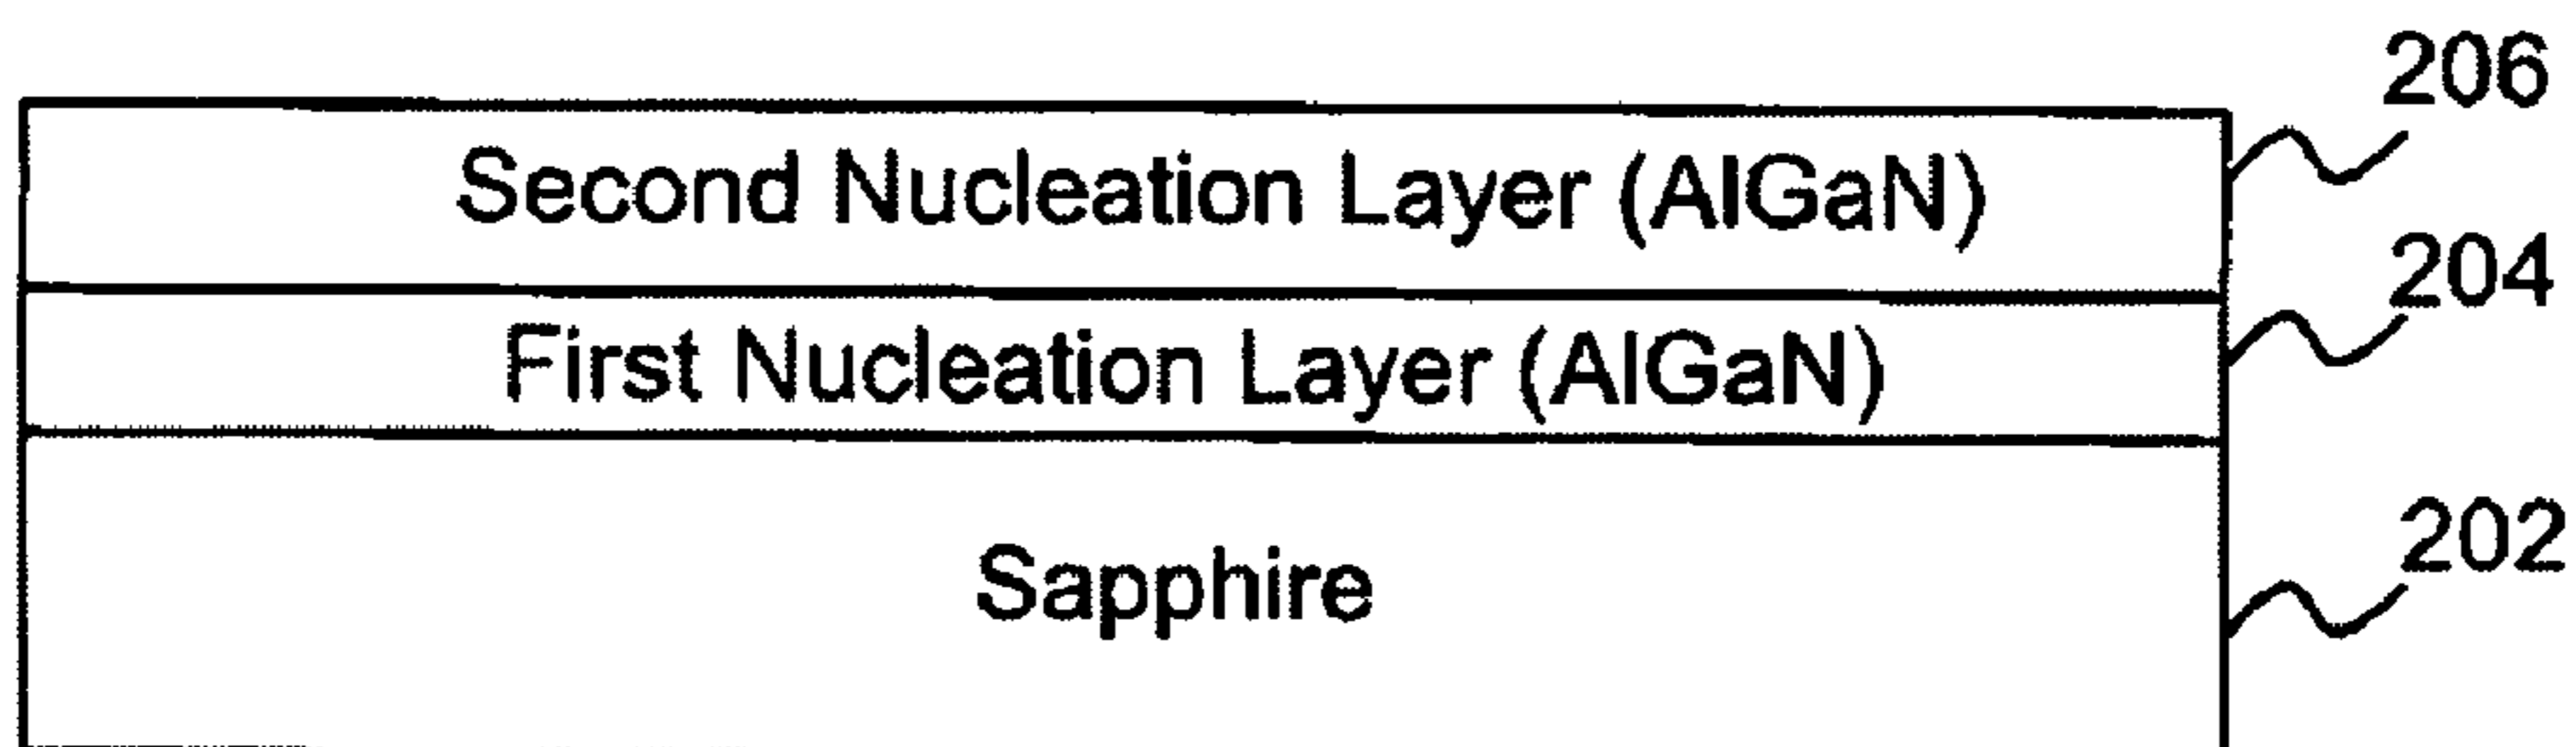 206
Second Nucleation Layer (AlGaN)
204
First Nucleation Layer (AlGaN)
202
Sapphire